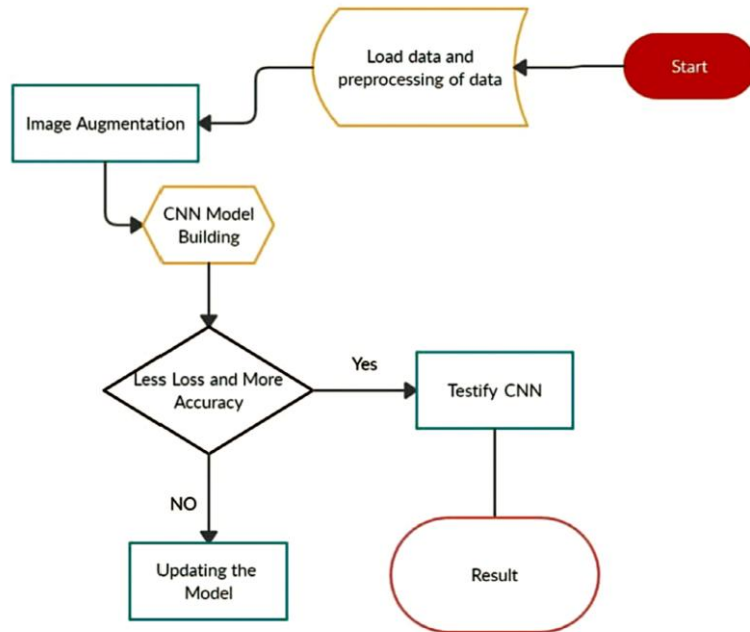 Start
Load data and
preprocessing of data
Image Augmentation
CNN Model
Building
Less Loss and More
Accuracy
Yes
Testify CNN
NO
Updating the
Model
Result